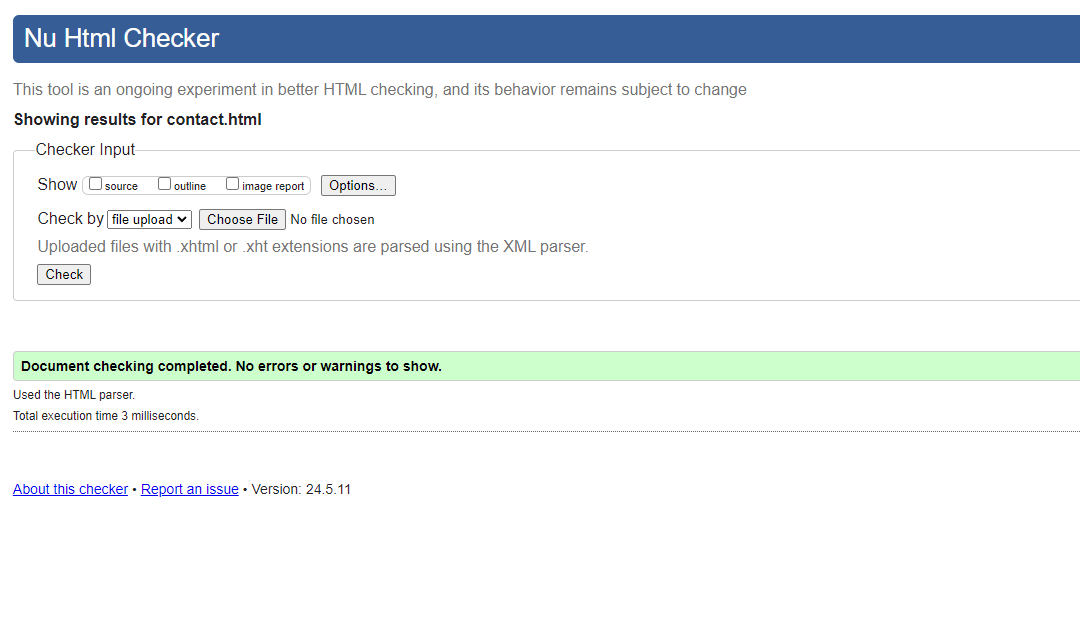 Nu Html Checker
This tool is an ongoing experiment in better HTML checking, and its behavior remains subject to change
Showing results for contact.html
Checker Input
Show source outline image report Options...
Check by file upload Choose File No file chosen
Uploaded files with .xhtml or .xht extensions are parsed using the XML parser.
Check
Document checking completed. No errors or warnings to show.
Used the HTML parser.
Total execution time 3 milliseconds.
About this checker • Report an issue • Version: 24.5.11